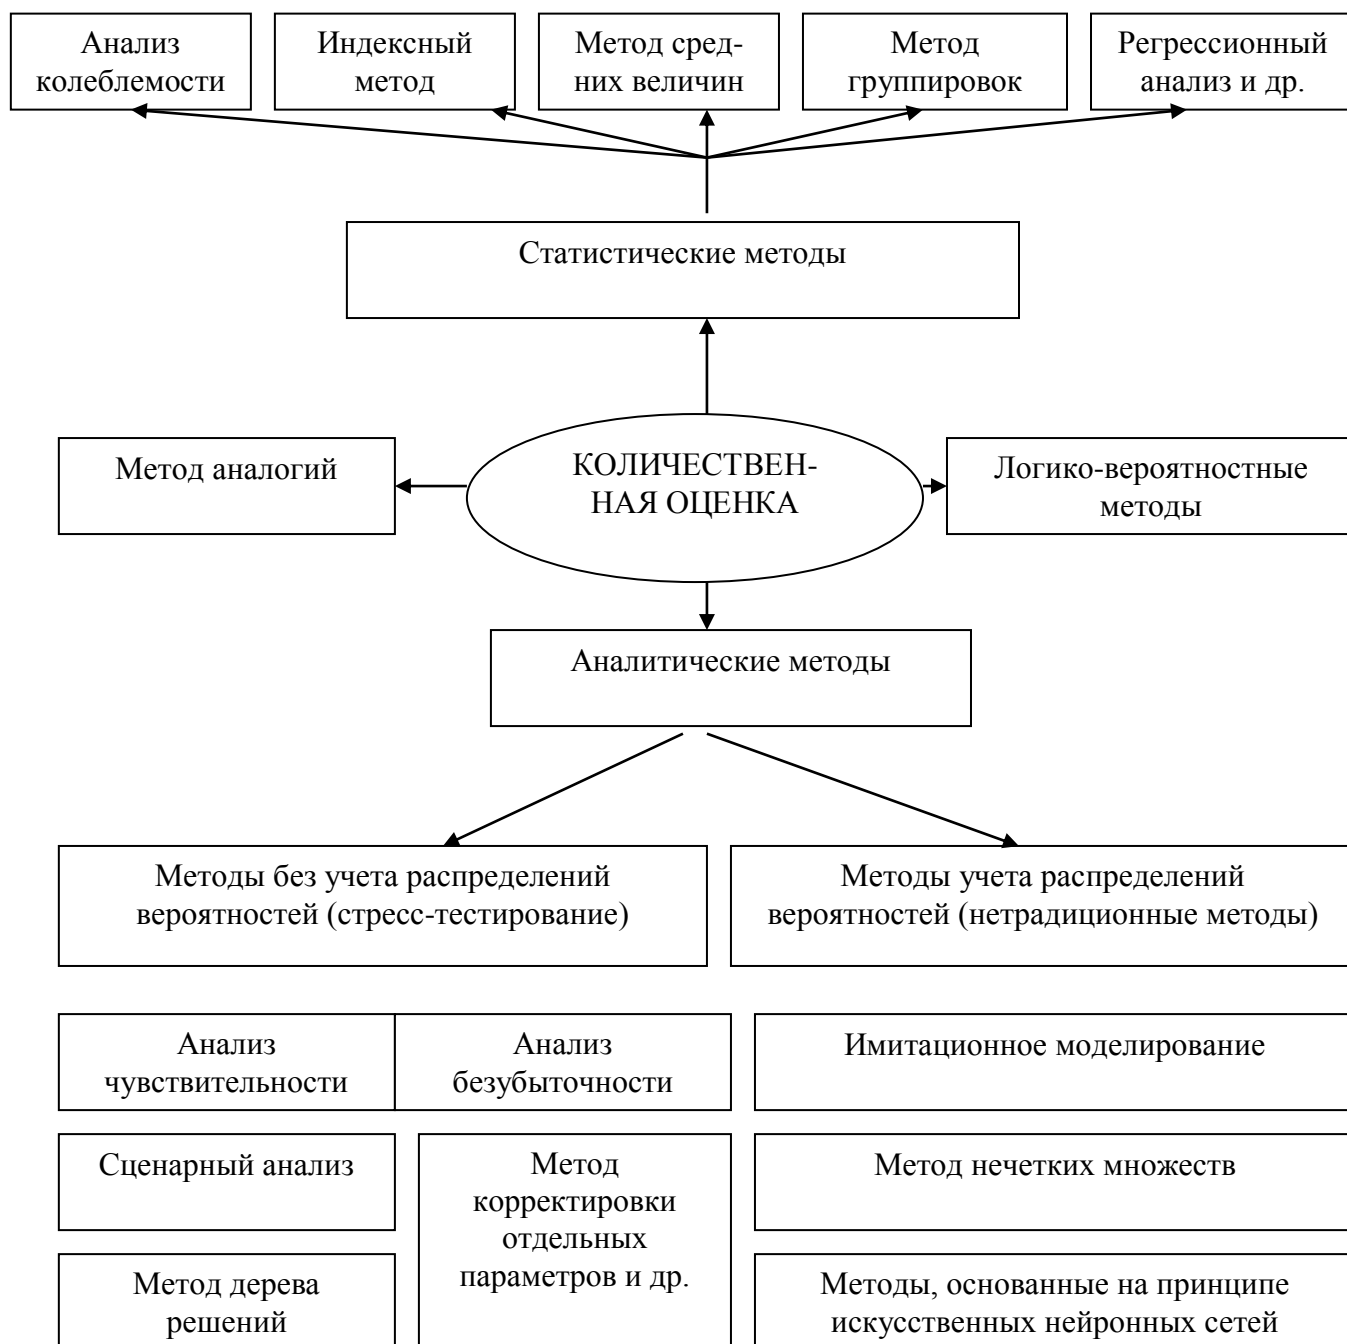 Анализ
колеблемости
Индексный
метод
Метод сред-
них величин
Метод
группировок
Регрессионный
анализ и др.
Статистические методы
Метод аналогий
КОЛИЧЕСТВЕН-
НАЯ ОЦЕНКА
Логико-вероятностные
методы
Аналитические методы
Методы без учета распределений
вероятностей (стресс-тестирование)
Методы учета распределений
вероятностей (нетрадиционные методы)
Анализ
чувствительности
Анализ
безубыточности
Имитационное моделирование
Сценарный анализ
Метод
корректировки
отдельных
параметров и др.
Метод нечетких множеств
Метод дерева
решений
Методы, основанные на принципе
искусственных нейронных сетей